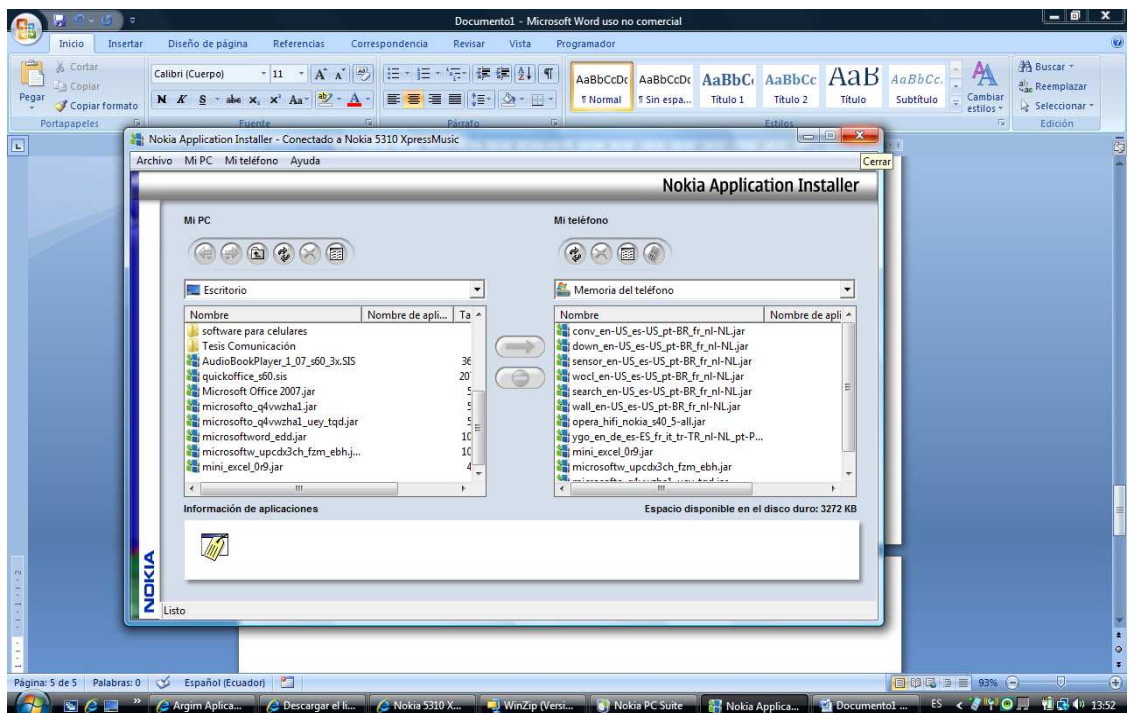 Documento1 - Microsoft Word uso no comercial
Inicio Insertar Diseño de página Referencias Correspondencia Revisar Vista Programador
Pegar
Cortar
Copiar
Copiar formato
Portapapeles
Calibri (Cuerpo) 11
N K S abc x₂ x² Aa
Fuente
Párrafo
AaBbCcDc AaBbCcDc AaBbC AaBbCc AaB AaBbCc.
¶ Normal ¶ Sin espa... Título 1 Título 2 Título Subtítulo
Cambiar estilos
Estilos
Buscar
Reemplazar
Seleccionar
Edición
Nokia Application Installer - Conectado a Nokia 5310 XpressMusic
Cerrar
Archivo Mi PC Mi teléfono Ayuda
Nokia Application Installer
Mi PC
Escritorio
Nombre Nombre de apli... Ta
software para celulares
Tesis Comunicación
AudioBookPlayer_1_07_s60_3x.SIS 36
quickoffice_s60.sis 20
Microsoft Office 2007.jar 5
microsofto_q4vwzha1.jar 5
microsofto_q4vwzha1_uey_tqd.jar 5
microsoftword_edd.jar 10
microsoftw_upcdx3ch_fzm_ebh.j... 10
mini_excel_0r9.jar 4
Mi teléfono
Memoria del teléfono
Nombre Nombre de apli
conv_en-US_es-US_pt-BR_fr_nl-NL.jar
down_en-US_es-US_pt-BR_fr_nl-NL.jar
sensor_en-US_es-US_pt-BR_fr_nl-NL.jar
wocl_en-US_es-US_pt-BR_fr_nl-NL.jar
search_en-US_es-US_pt-BR_fr_nl-NL.jar
wall_en-US_es-US_pt-BR_fr_nl-NL.jar
opera_hifi_nokia_s40_5-all.jar
ygo_en_de_es-ES_fr_it_tr-TR_nl-NL_pt-P...
mini_excel_0r9.jar
microsoftw_upcdx3ch_fzm_ebh.jar
Información de aplicaciones
Espacio disponible en el disco duro: 3272 KB
NOKIA
Listo
Página: 5 de 5 Palabras: 0 Español (Ecuador) 93%
Argim Aplica... Descargar el li... Nokia 5310 X... WinZip (Versi... Nokia PC Suite Nokia Applica... Documento1 ... ES 13:52